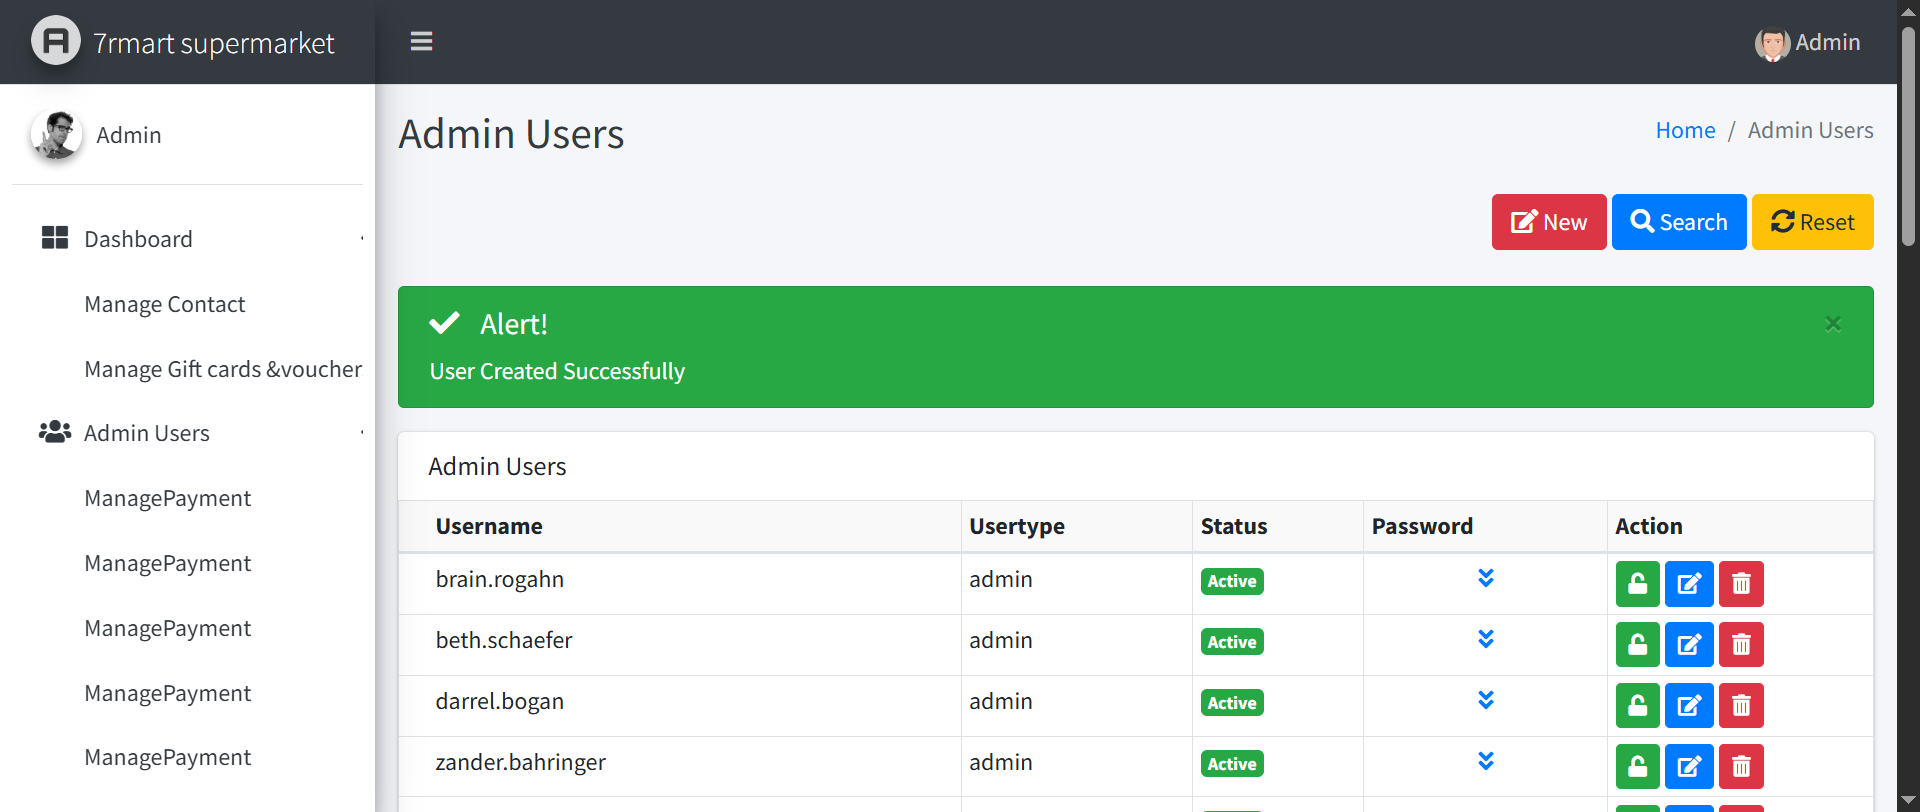 7rmart supermarket
Admin
Admin
Dashboard
Manage Contact
Manage Gift cards &voucher
Admin Users
ManagePayment
ManagePayment
ManagePayment
ManagePayment
ManagePayment
Admin Users
Home / Admin Users
New Search Reset
Alert!
×
User Created Successfully
Admin Users
Username Usertype Status Password Action
brain.rogahn admin Active
beth.schaefer admin Active
darrel.bogan admin Active
zander.bahringer admin Active